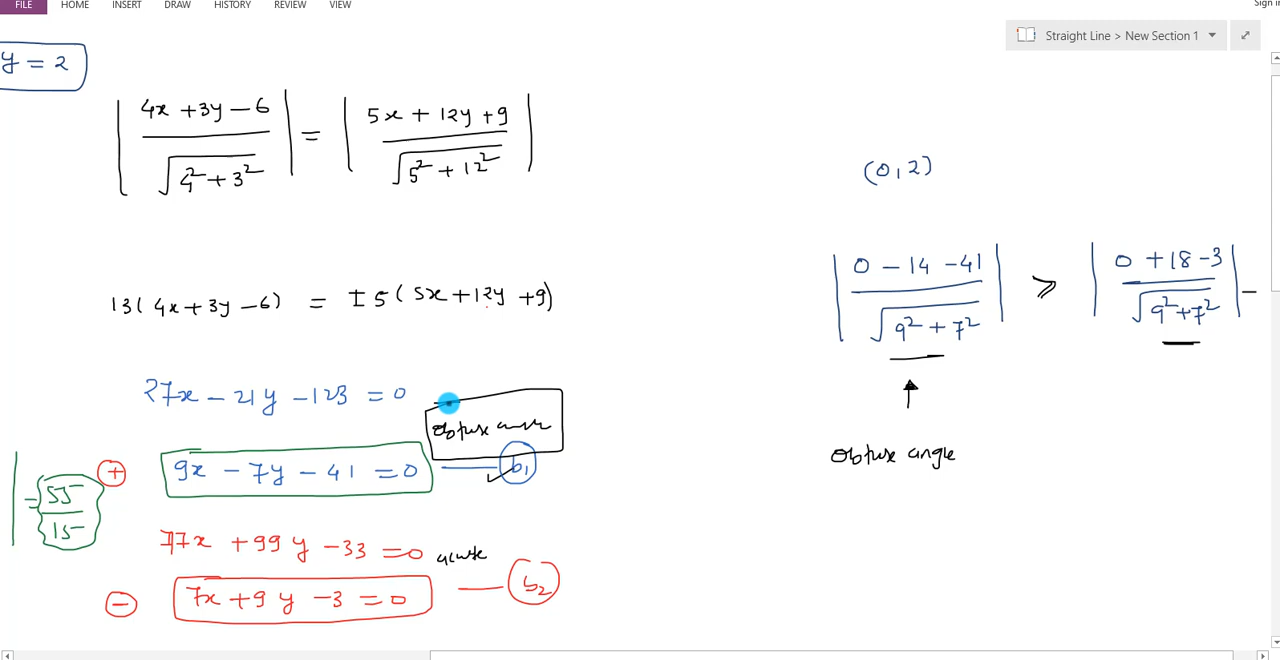 FILE HOME INSERT DRAW HISTORY REVIEW VIEW
Sign in
Straight Line > New Section 1
y = 2
| (4x + 3y − 6) / √(4² + 3²) | = | (5x + 12y + 9) / √(5² + 12²) |
(0, 2)
| (0 − 14 − 41) / √(9² + 7²) | > | (0 + 18 − 3) / √(9² + 7²) | −
13(4x + 3y − 6) = ± 5(5x + 12y + 9)
27x − 21y − 123 = 0
obtuse
+ 9x − 7y − 41 = 0 — b₁
Obtuse angle
| = 55 / 15
77x + 99y − 33 = 0 acute
− 7x + 9y − 3 = 0 — b₂